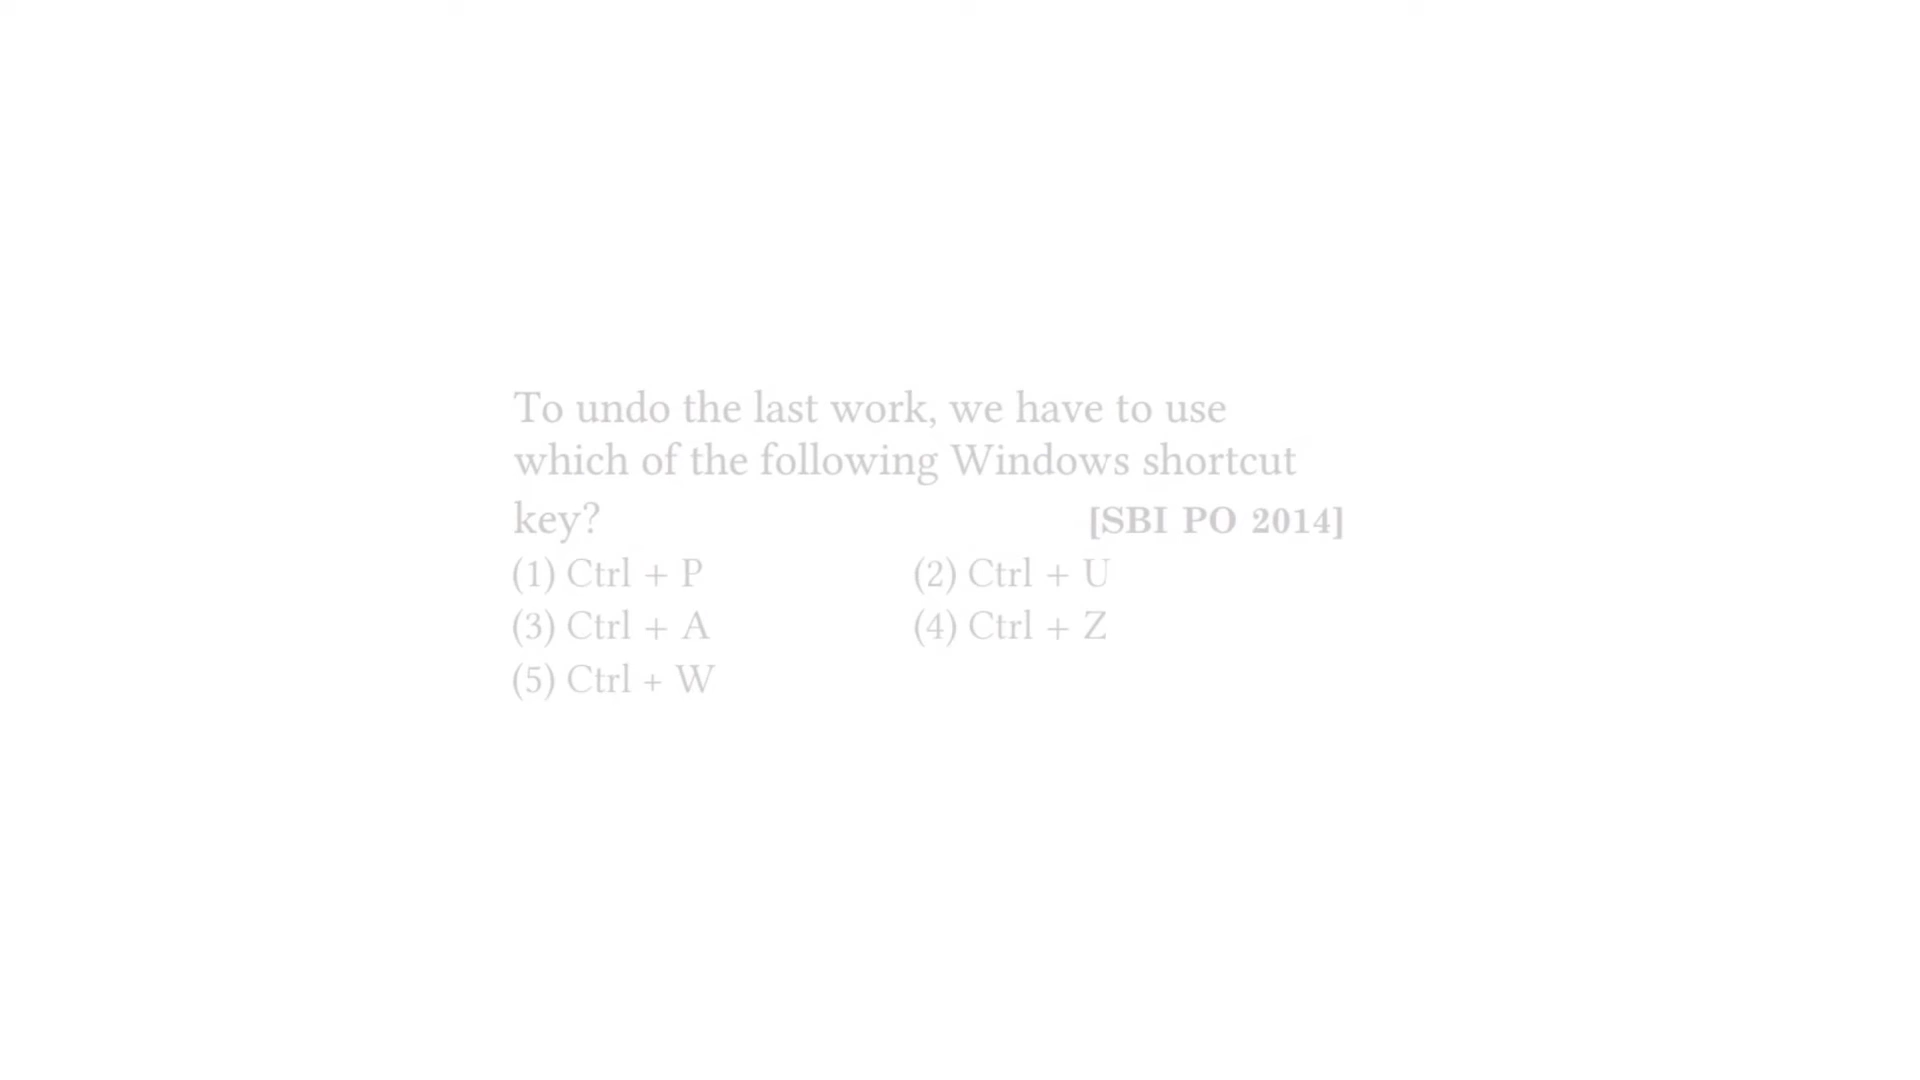 To undo the last work, we have to use
which of the following Windows shortcut
key? [SBI PO 2014]
(1) Ctrl + P (2) Ctrl + U
(3) Ctrl + A (4) Ctrl + Z
(5) Ctrl + W